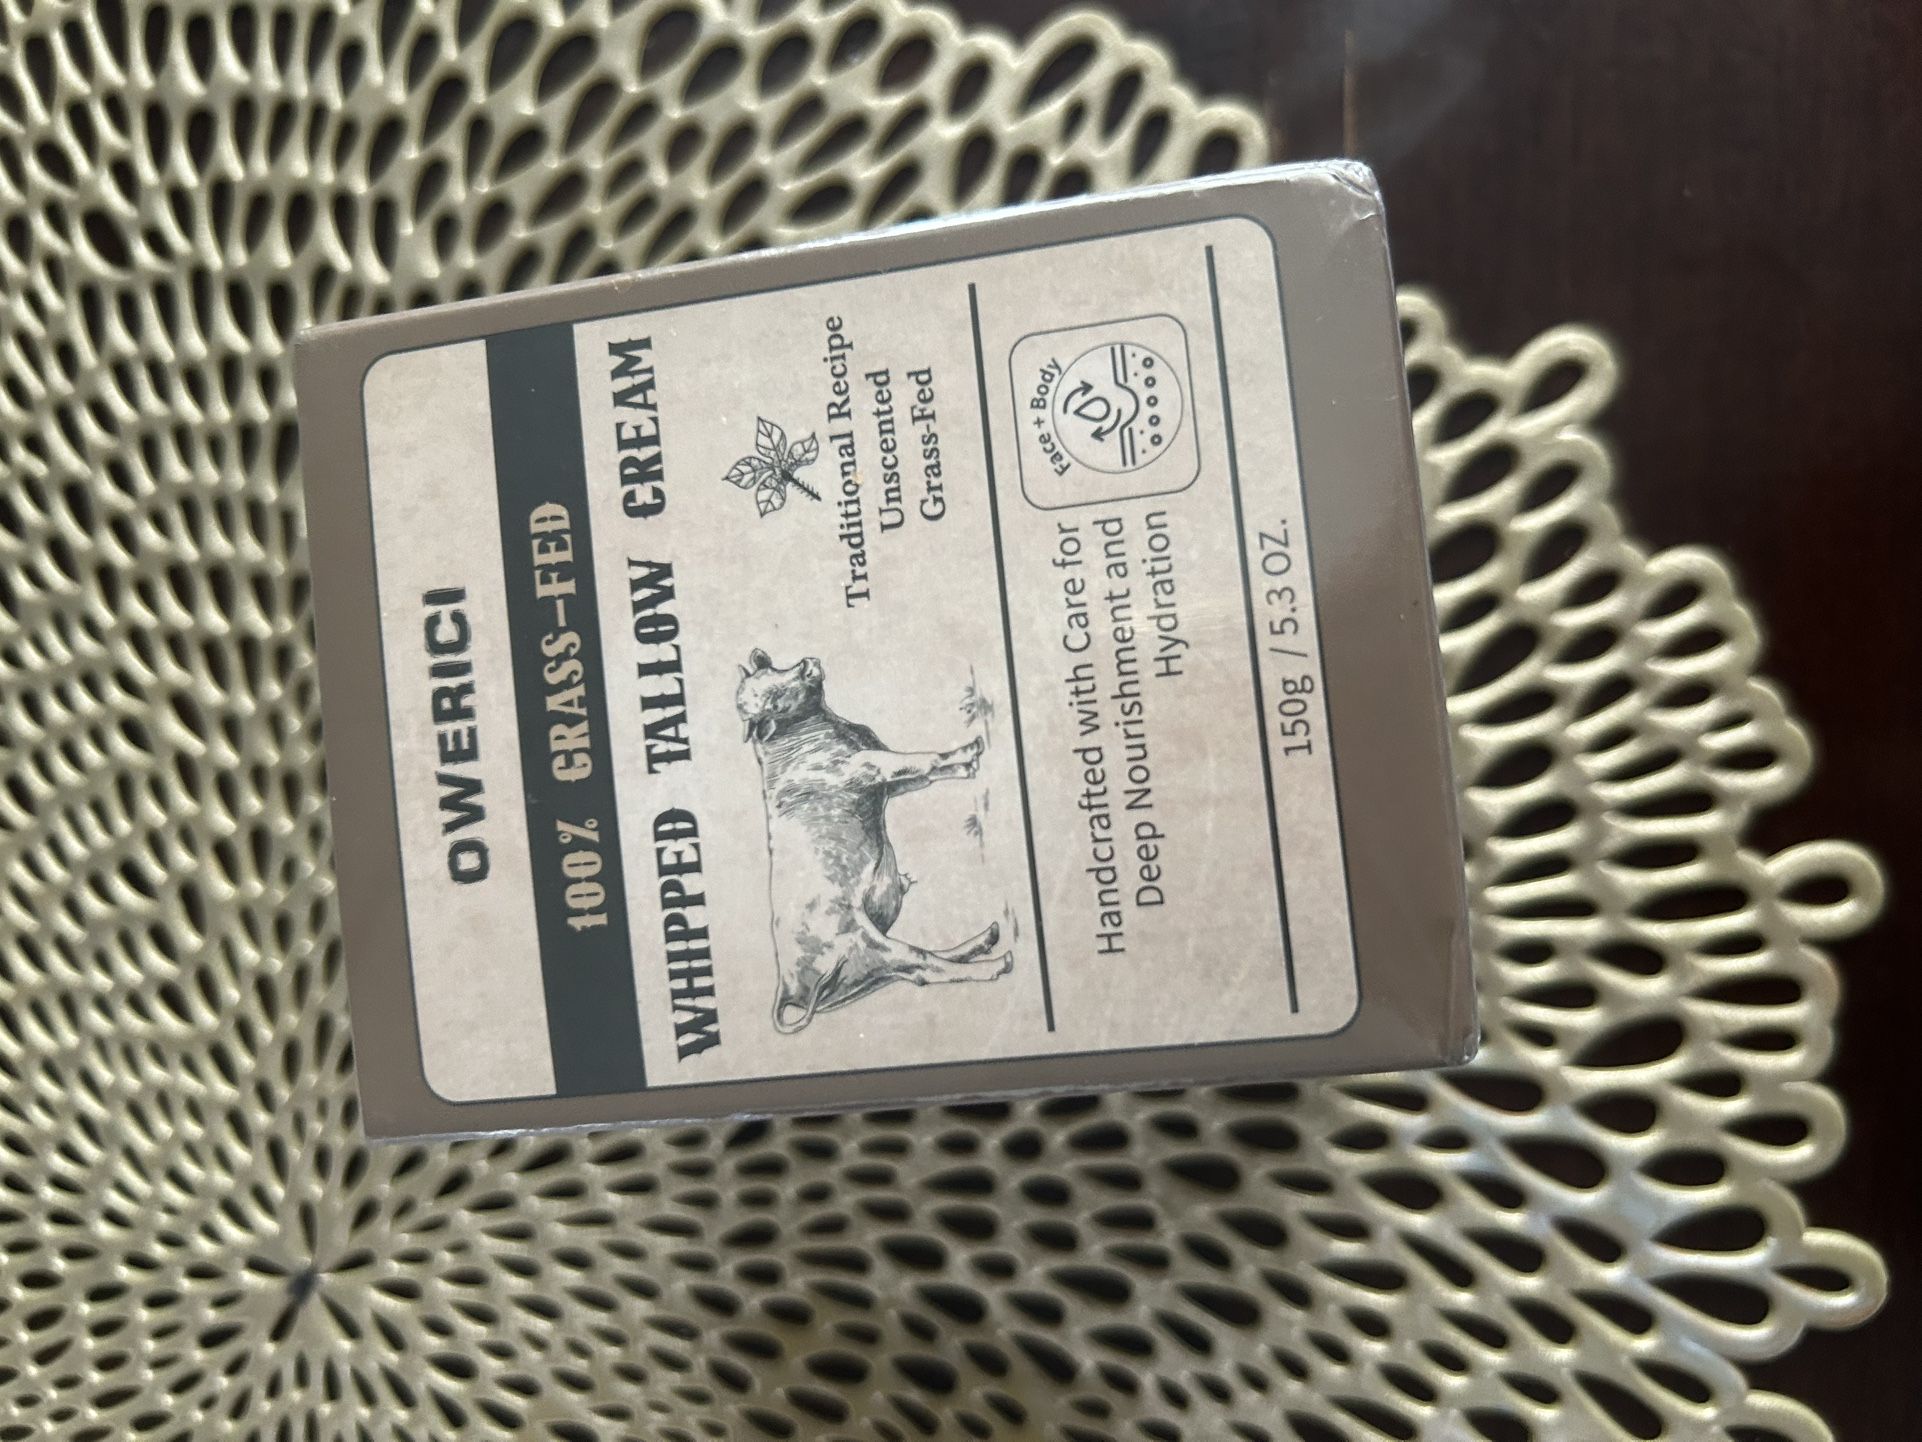 OWERICI
100% GRASS-FED
WHIPPED TALLOW CREAM
Traditional Recipe
Unscented
Grass-Fed
Handcrafted with Care for
Deep Nourishment and
Hydration
Face + Body
150g / 5.3 OZ.